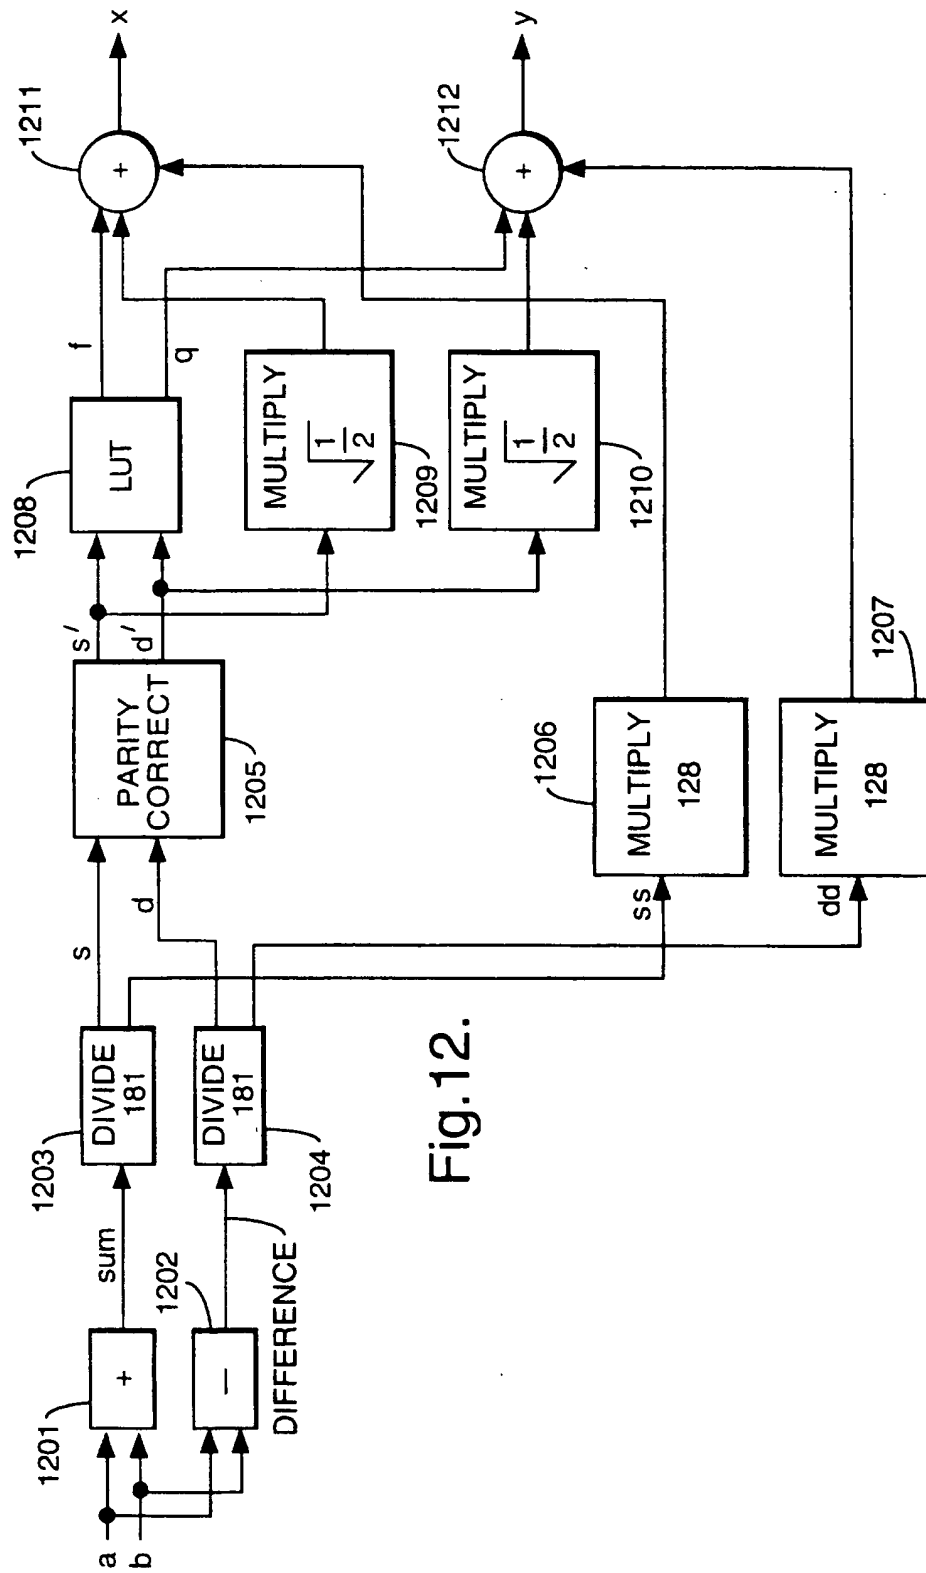 a
b
1201
+
sum
1202
−
DIFFERENCE
1203
DIVIDE
181
1204
DIVIDE
181
s
d
PARITY
CORRECT
1205
s′
d′
1208
LUT
f
q
MULTIPLY
√1/2
1209
MULTIPLY
√1/2
1210
ss
1206
MULTIPLY
128
dd
1207
MULTIPLY
128
1211
+
x
1212
+
y
Fig.12.